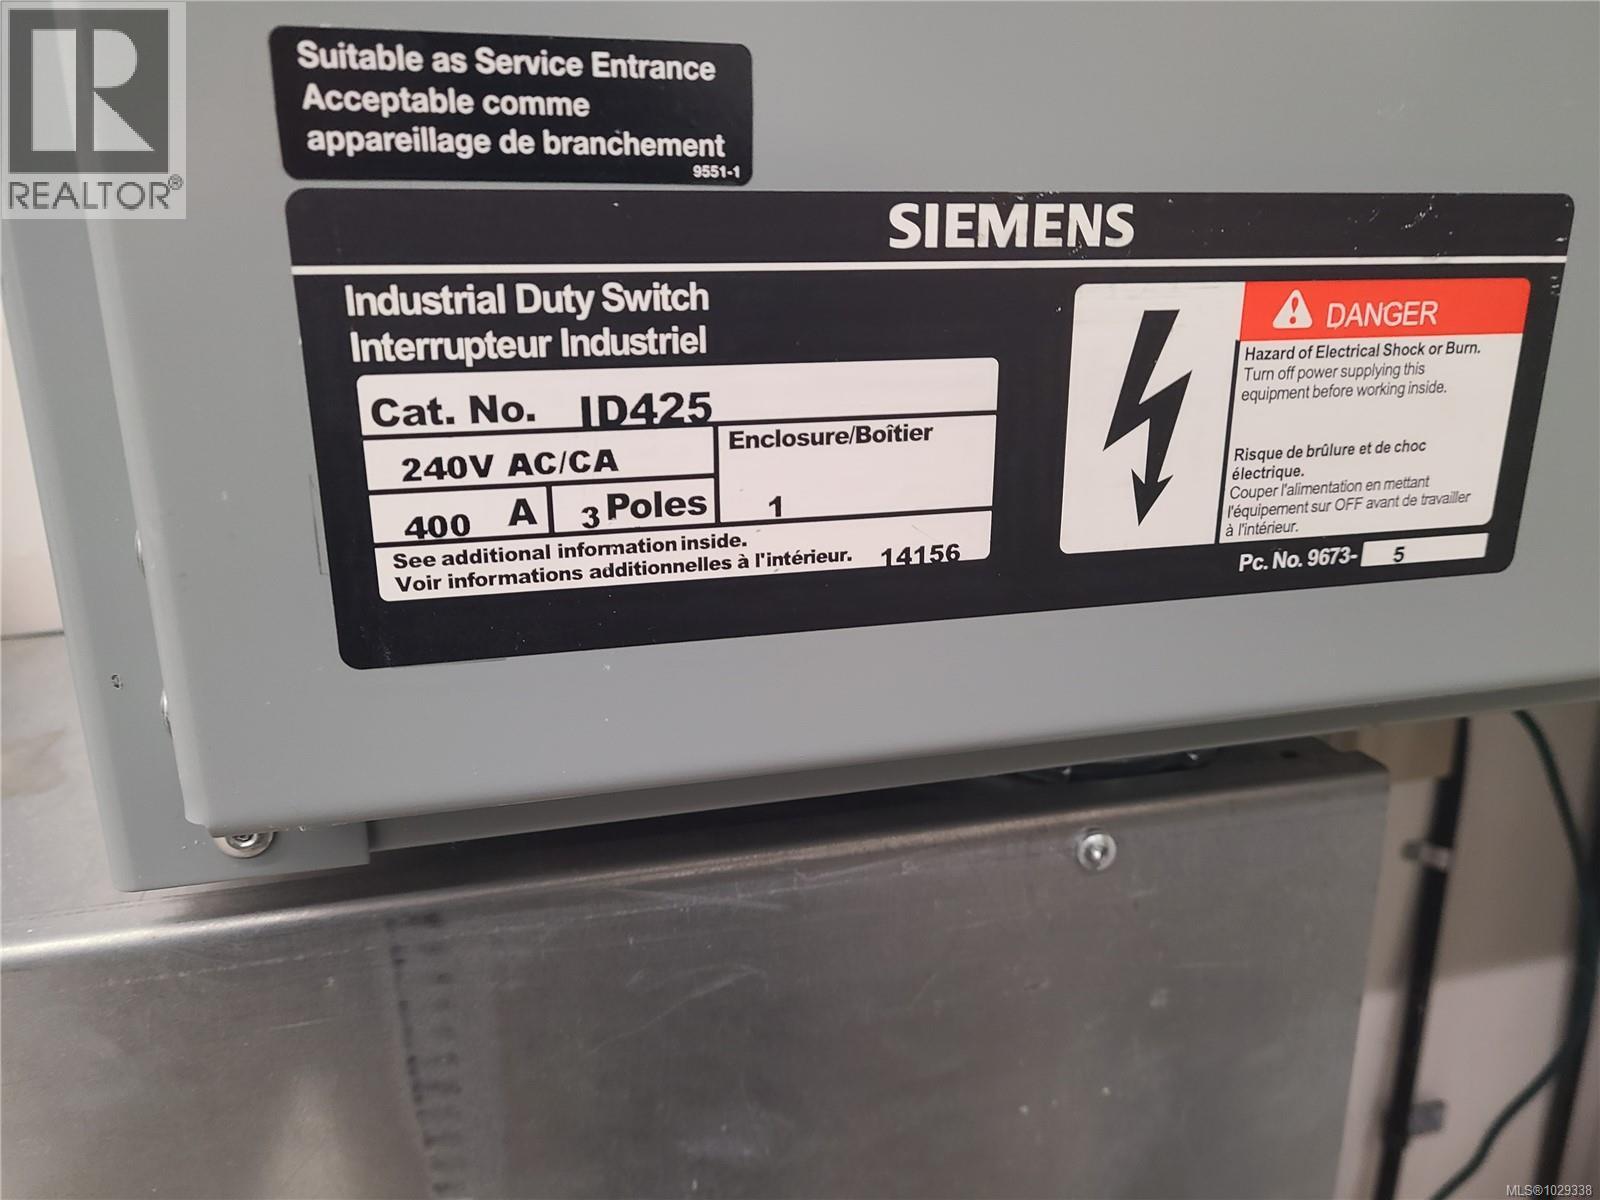 REALTOR®
Suitable as Service Entrance
Acceptable comme
appareillage de branchement
9551-1
SIEMENS
Industrial Duty Switch
Interrupteur Industriel
Cat. No. ID425
240V AC/CA
400 A 3 Poles
Enclosure/Boîtier
1
See additional information inside.
Voir informations additionnelles à l'intérieur. 14156
DANGER
Hazard of Electrical Shock or Burn.
Turn off power supplying this
equipment before working inside.
Risque de brûlure et de choc
électrique.
Couper l'alimentation en mettant
l'équipement sur OFF avant de travailler
à l'intérieur.
Pc. No. 9673- 5
MLS®1029338